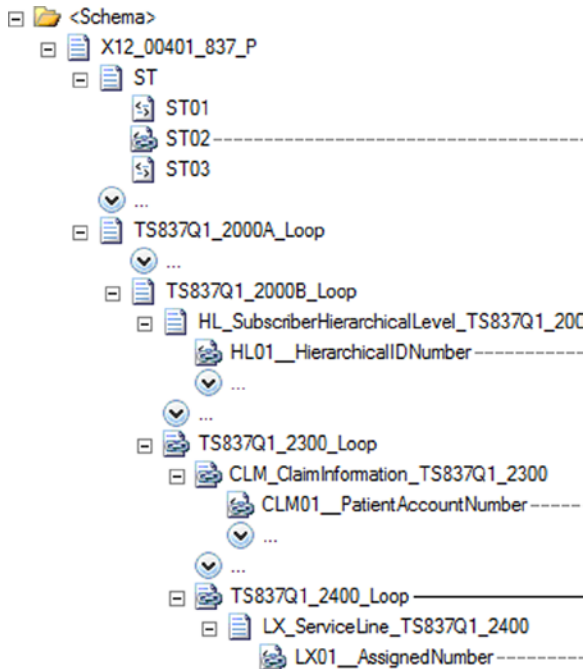 <Schema>
X12_00401_837_P
ST
ST01
ST02
ST03
...
TS837Q1_2000A_Loop
...
TS837Q1_2000B_Loop
HL_SubscriberHierarchicalLevel_TS837Q1_200
HL01__HierarchicalIDNumber
...
...
TS837Q1_2300_Loop
CLM_ClaimInformation_TS837Q1_2300
CLM01__PatientAccountNumber
...
...
TS837Q1_2400_Loop
LX_ServiceLine_TS837Q1_2400
LX01__AssignedNumber